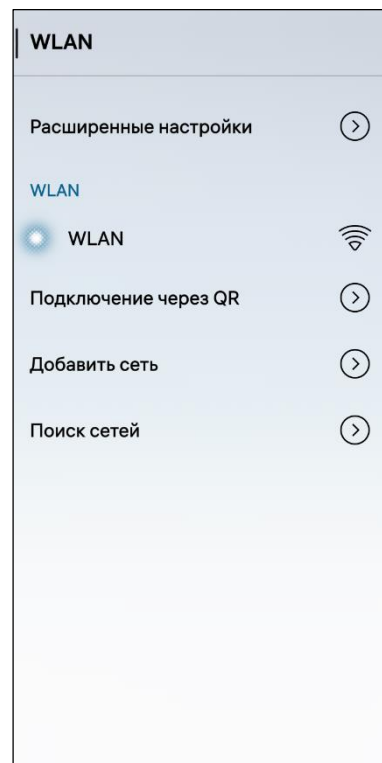 WLAN
Расширенные настройки
WLAN
WLAN
Подключение через QR
Добавить сеть
Поиск сетей